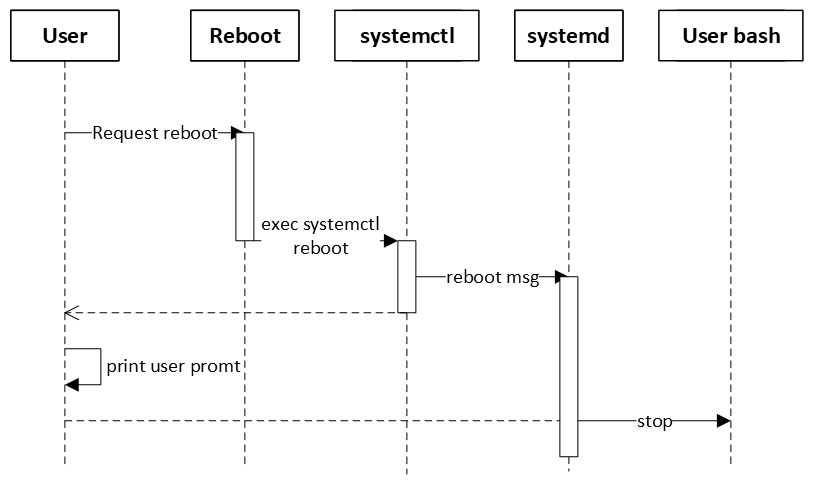 User
Reboot
systemctl
systemd
User bash
Request reboot
exec systemctl
reboot
reboot msg
print user promt
stop